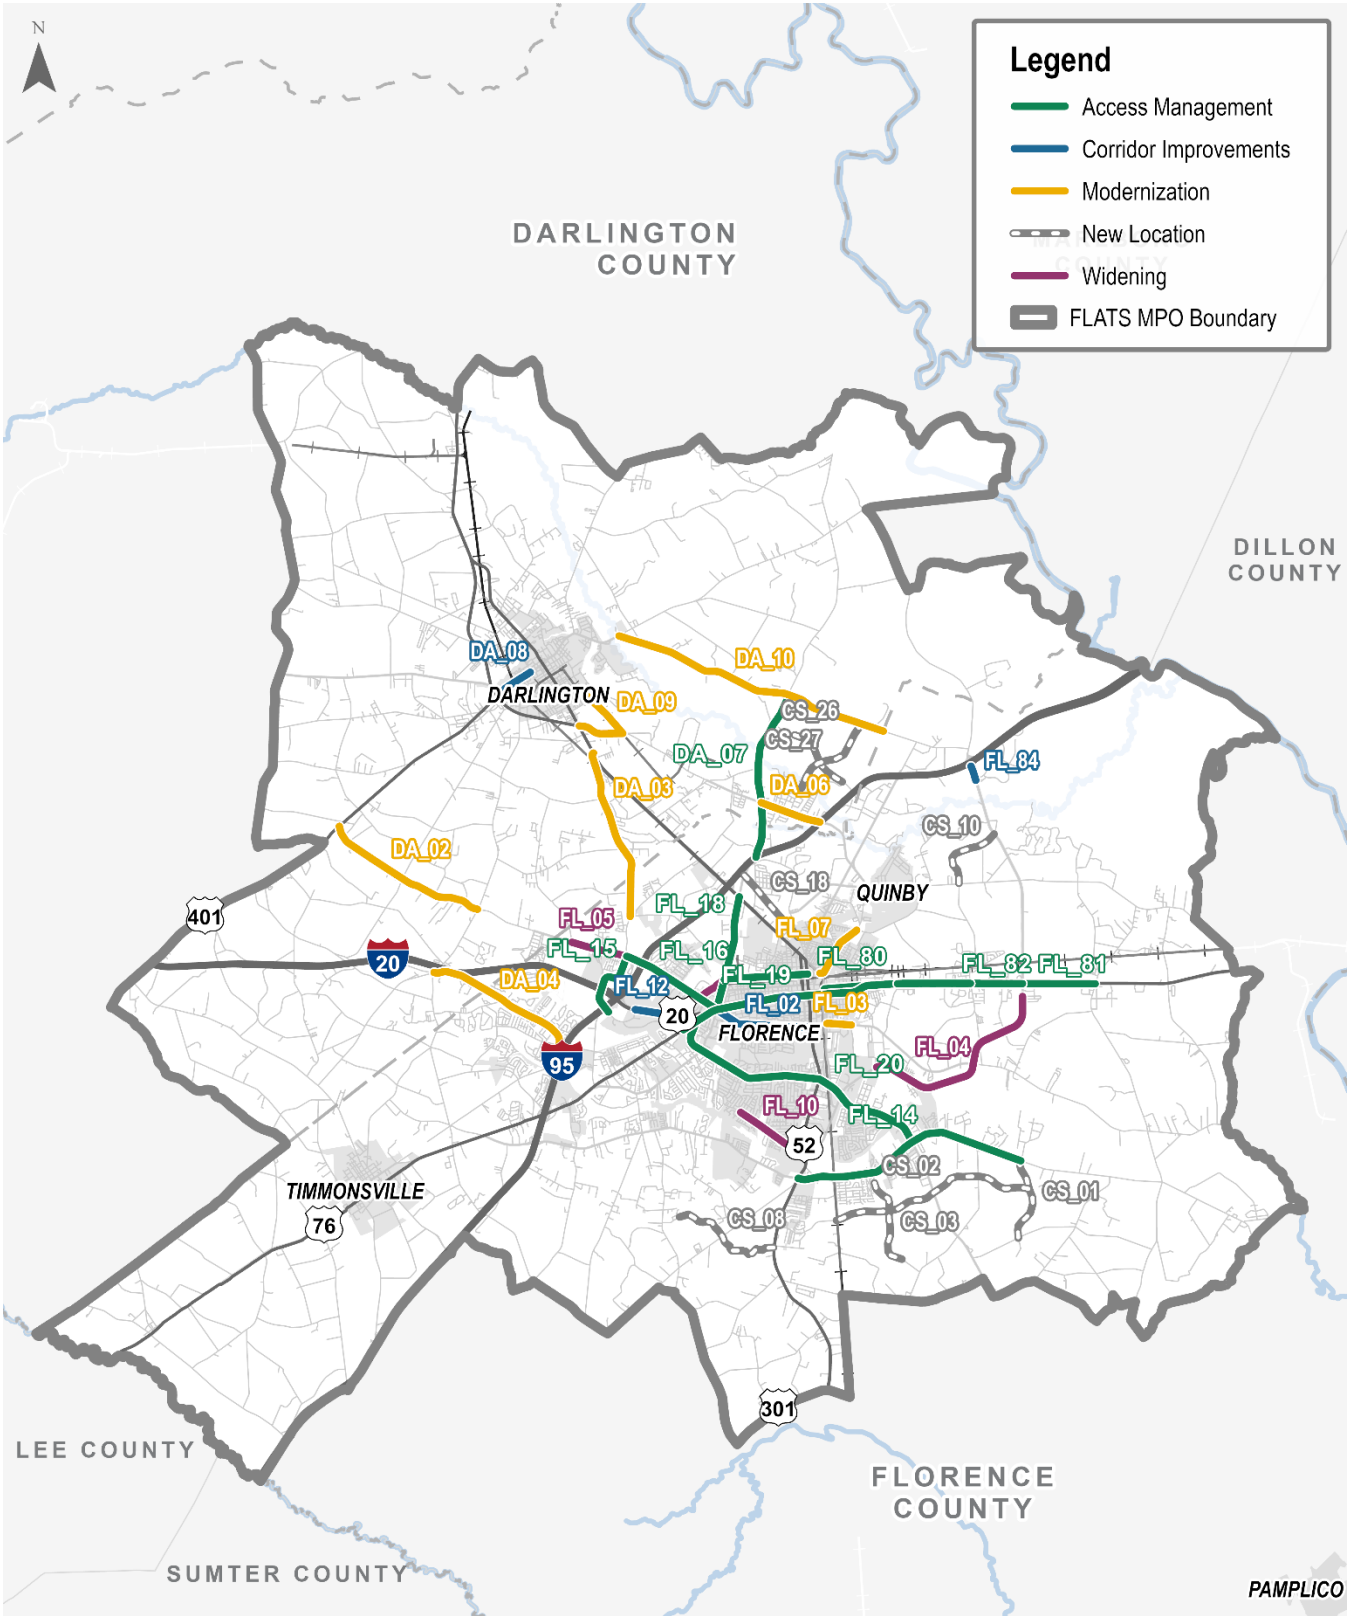 N
Legend
Access Management
Corridor Improvements
Modernization
New Location
Widening
FLATS MPO Boundary
DARLINGTON
COUNTY
COUNTY
DILLON
COUNTY
DA_08
DA_10
DARLINGTON
DA_09
CS_26
CS_27
DA_07
FL_84
DA_03
DA_06
CS_10
DA_02
CS_18
QUINBY
401
FL_18
FL_05
FL_07
FL_15
FL_16
FL_80
20
FL_19
FL_82
FL_81
DA_04
FL_12
FL_02
FL_03
20
FLORENCE
95
FL_04
FL_20
FL_10
FL_14
52
CS_02
TIMMONSVILLE
CS_01
76
CS_08
CS_03
301
LEE COUNTY
FLORENCE
COUNTY
SUMTER COUNTY
PAMPLICO